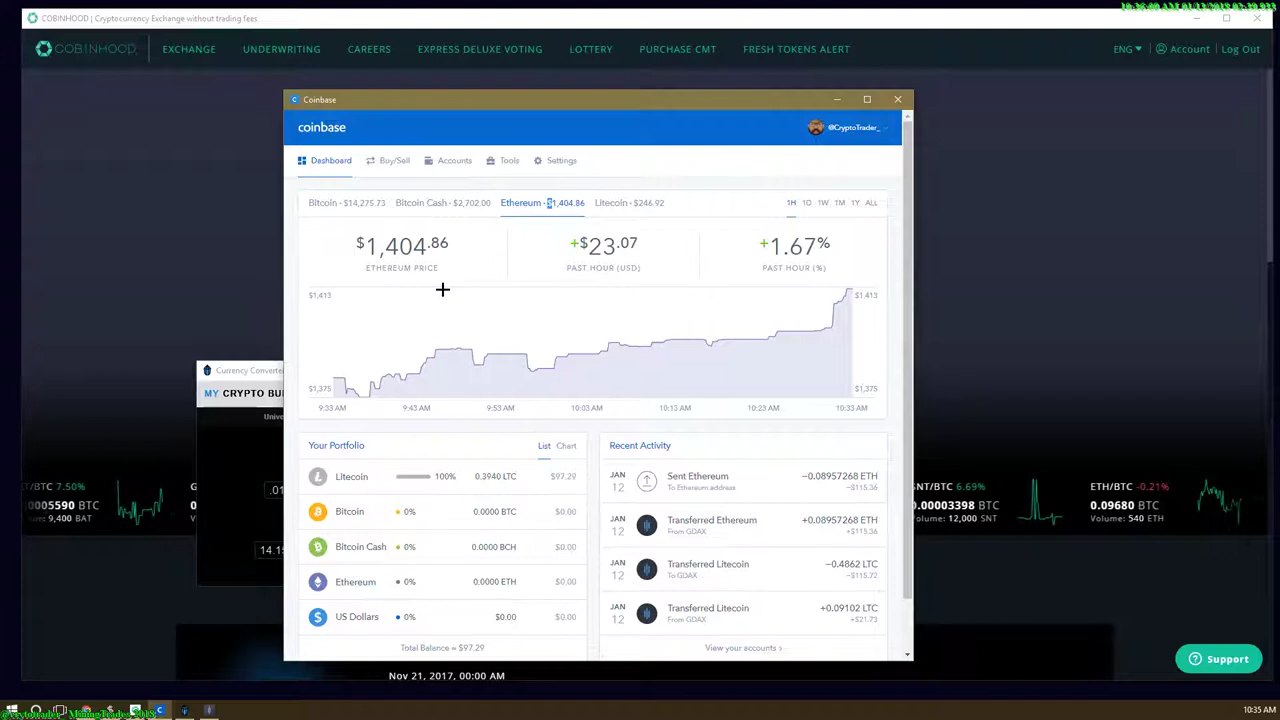 COBINHOOD | Cryptocurrency Exchange without trading fees
COBINHOOD
EXCHANGE
UNDERWRITING
CAREERS
EXPRESS DELUXE VOTING
LOTTERY
PURCHASE CMT
FRESH TOKENS ALERT
ENG
Account
Log Out
Coinbase
coinbase
@CryptoTrader_
Dashboard
Buy/Sell
Accounts
Tools
Settings
Bitcoin · $14,275.73
Bitcoin Cash · $2,702.00
Ethereum · $1,404.86
Litecoin · $246.92
1H 1D 1W 1M 1Y ALL
$1,404.86
ETHEREUM PRICE
+$23.07
PAST HOUR (USD)
+1.67%
PAST HOUR (%)
$1,413
$1,413
$1,375
$1,375
9:33 AM 9:43 AM 9:53 AM 10:03 AM 10:13 AM 10:23 AM 10:33 AM
Currency Converte
MY CRYPTO BU
Unive
.01
14.1
Your Portfolio
List Chart
Litecoin 100% 0.3940 LTC $97.29
Bitcoin 0% 0.0000 BTC $0.00
Bitcoin Cash 0% 0.0000 BCH $0.00
Ethereum 0% 0.0000 ETH $0.00
US Dollars 0% $0.00 $0.00
Total Balance ≈ $97.29
Recent Activity
JAN 12 Sent Ethereum −0.08957268 ETH
To Ethereum address −$115.36
JAN 12 Transferred Ethereum +0.08957268 ETH
From GDAX +$115.36
JAN 12 Transferred Litecoin −0.4862 LTC
To GDAX −$115.72
JAN 12 Transferred Litecoin +0.09102 LTC
From GDAX +$21.73
View your accounts ›
T/BTC 7.50%
0005590 BTC
ume: 9,400 BAT
SNT/BTC 6.69%
0.00003398 BTC
Volume: 12,000 SNT
ETH/BTC -0.21%
0.09680 BTC
Volume: 540 ETH
Nov 21, 2017, 00:00 AM
Support
10:35 AM